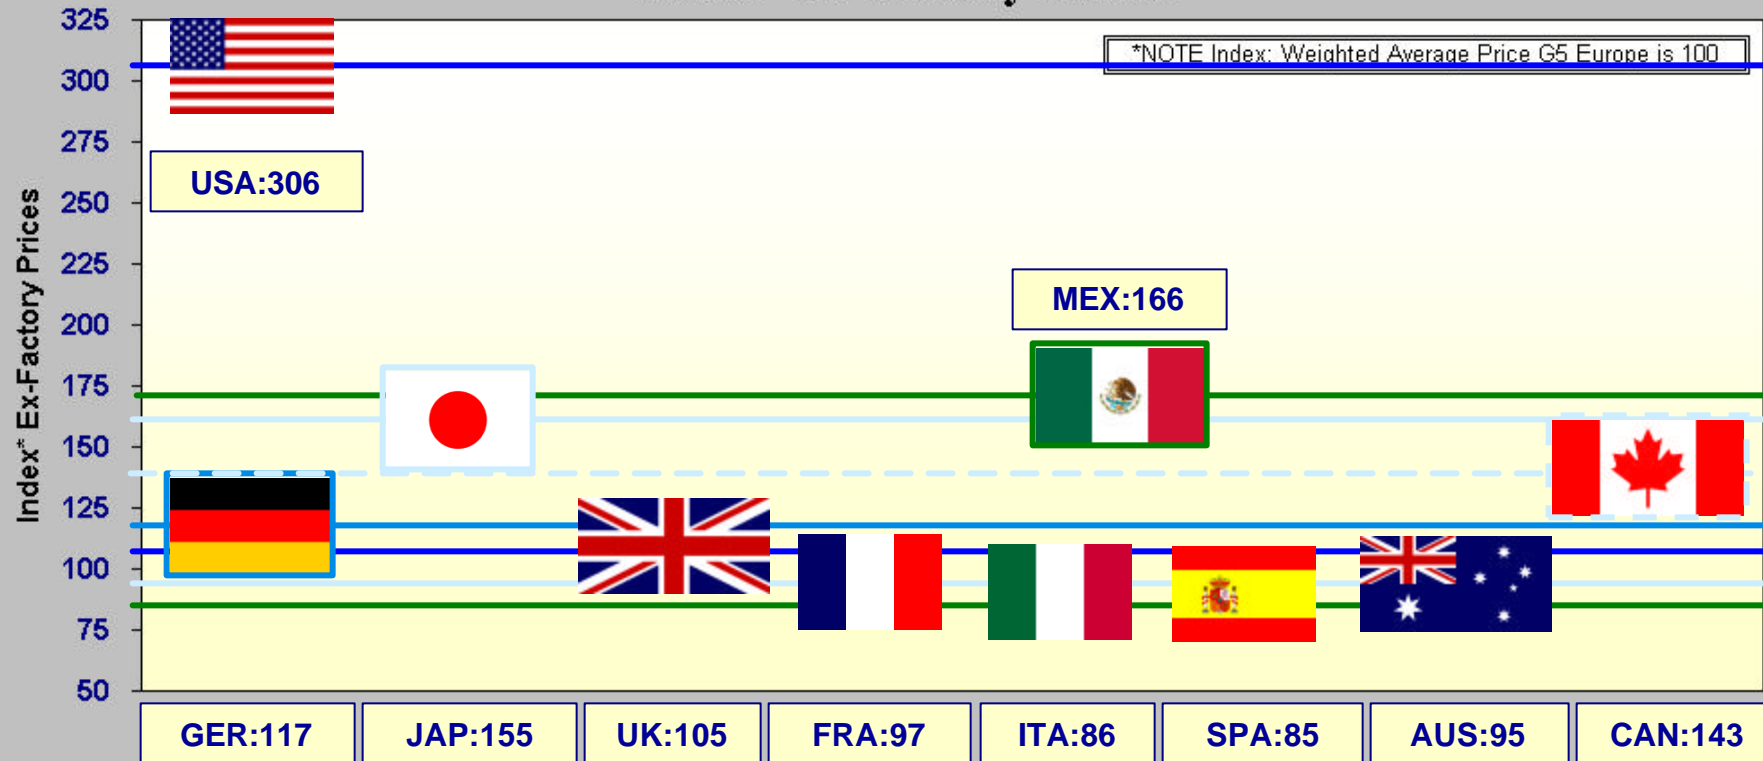 325
*NOTE Index: Weighted Average Price G5 Europe is 100
300
275
USA:306
250
Index* Ex-Factory Prices
225
MEX:166
200
175
150
125
100
75
50
GER:117
JAP:155
UK:105
FRA:97
ITA:86
SPA:85
AUS:95
CAN:143